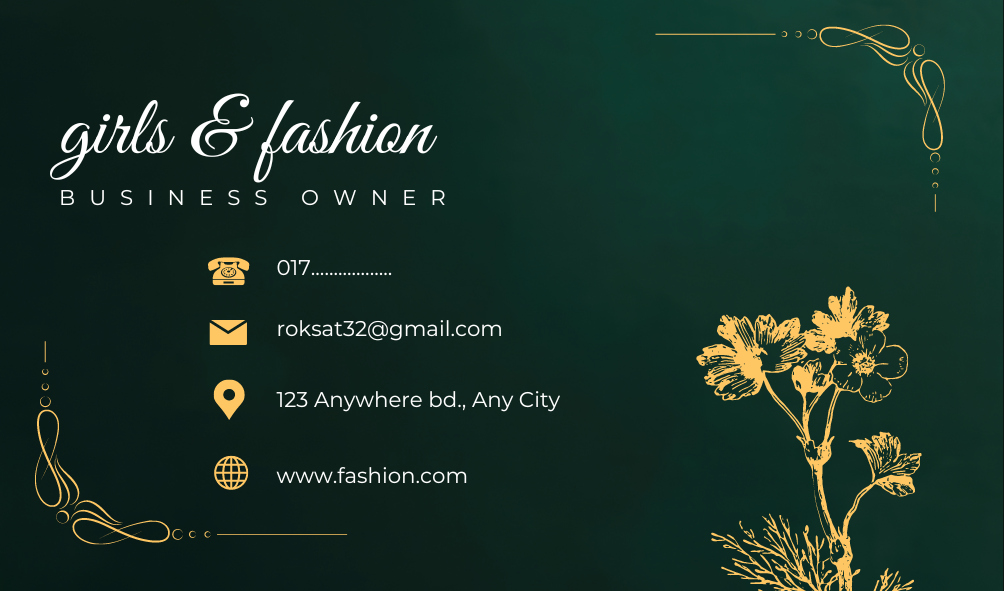 girls & fashion
BUSINESS OWNER
017..................
roksat32@gmail.com
123 Anywhere bd., Any City
www.fashion.com